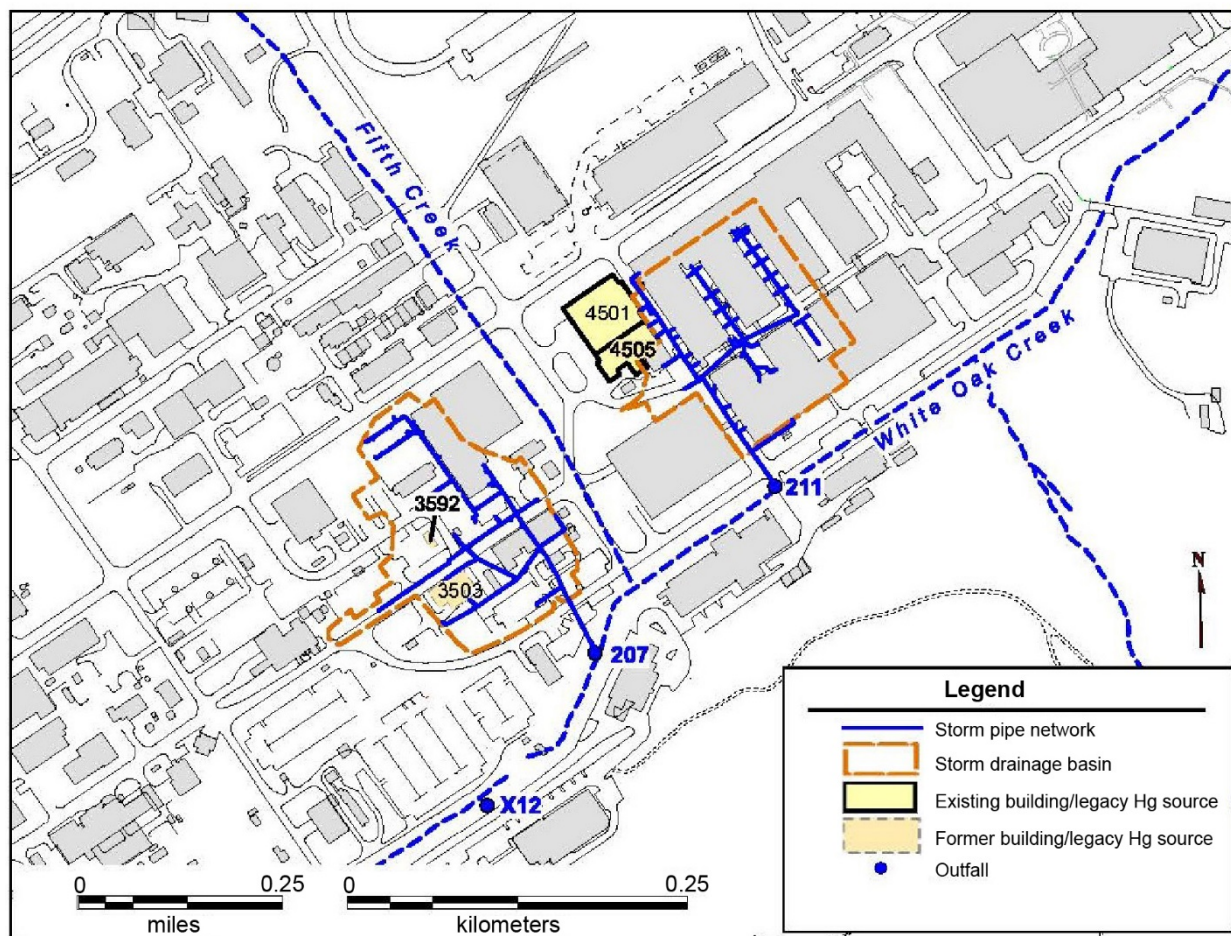 Fifth Creek
4501
4505
White Oak Creek
211
3592
3503
207
X12
N
Legend
Storm pipe network
Storm drainage basin
Existing building/legacy Hg source
Former building/legacy Hg source
Outfall
0 0.25
miles
0 0.25
kilometers